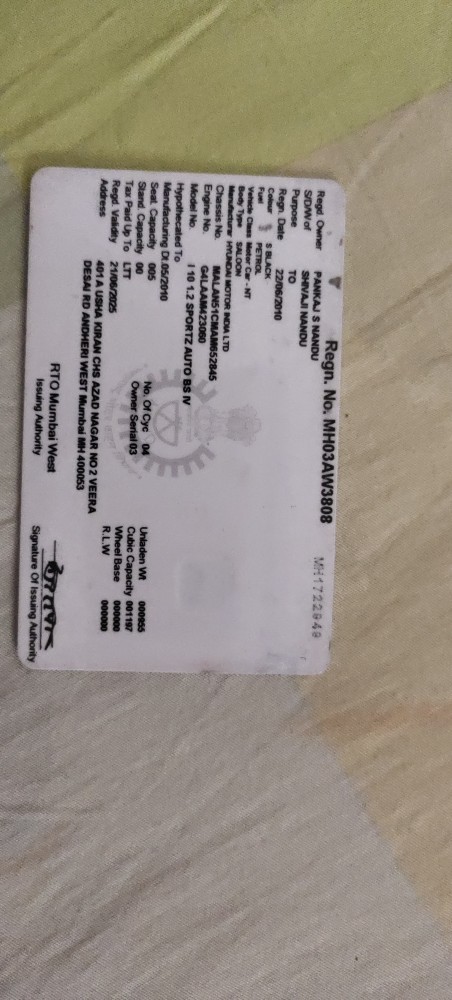 Regn. No. MH03AW3808 MH1722949
Regd. Owner PANKAJ S NANDU
S/D/W of SHIVAJI NANDU
Purpose TO
Regn. Date 22/06/2010
Colour S BLACK
Fuel PETROL
Vehicle Class Motor Car - NT
Body Type SALOON
Manufacturer HYUNDAI MOTOR INDIA LTD
Chassis No. MALAN51CMAM652845
Engine No. G4LAAM423060
Model No. I 10 1.2 SPORTZ AUTO BS IV
Hypothecated To
Manufacturing Dt 05/2010
Seat. Capacity 005 No. Of Cyc 04 Unladen Wt 000955
Stand. Capacity 00 Owner Serial 03 Cubic Capacity 001197
Tax Paid Up To LTT Wheel Base 000000
Regd. Validity 21/06/2025 R.L.W 000000
Address 401 A USHA KIRAN CHS AZAD NAGAR NO 2 VEERA
DESAI RD ANDHERI WEST Mumbai MH 400053
RTO Mumbai West
Issuing Authority
Signature Of Issuing Authority